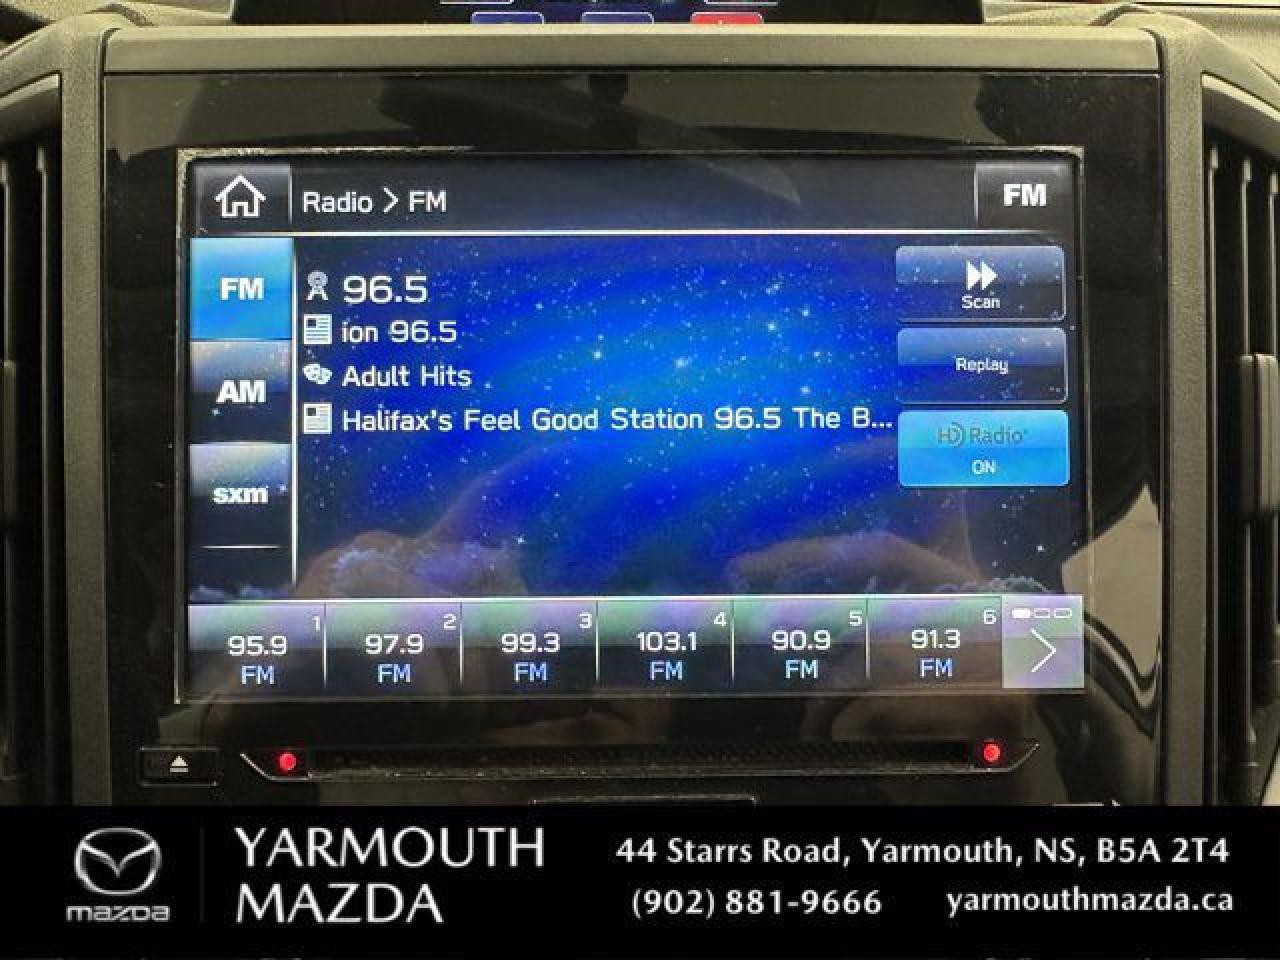 Radio > FM
FM
FM
96.5
Scan
ion 96.5
Replay
AM
Adult Hits
Halifax's Feel Good Station 96.5 The B...
HD Radio
ON
sxm
1 2 3 4 5 6
95.9 97.9 99.3 103.1 90.9 91.3
FM FM FM FM FM FM
YARMOUTH
MAZDA
mazda
44 Starrs Road, Yarmouth, NS, B5A 2T4
(902) 881-9666 yarmouthmazda.ca